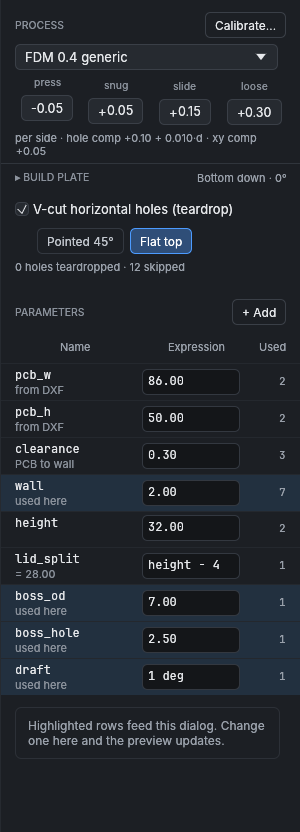 PROCESS Calibrate...
FDM 0.4 generic
press snug slide loose
-0.05 +0.05 +0.15 +0.30
per side · hole comp +0.10 + 0.010·d · xy comp
+0.05
▸ BUILD PLATE Bottom down · 0°
V-cut horizontal holes (teardrop)
Pointed 45° Flat top
0 holes teardropped · 12 skipped
PARAMETERS + Add
Name Expression Used
pcb_w 86.00 2
from DXF
pcb_h 50.00 2
from DXF
clearance 0.30 3
PCB to wall
wall 2.00 7
used here
height 32.00 2
lid_split height - 4 1
= 28.00
boss_od 7.00 1
used here
boss_hole 2.50 1
used here
draft 1 deg 1
used here
Highlighted rows feed this dialog. Change
one here and the preview updates.